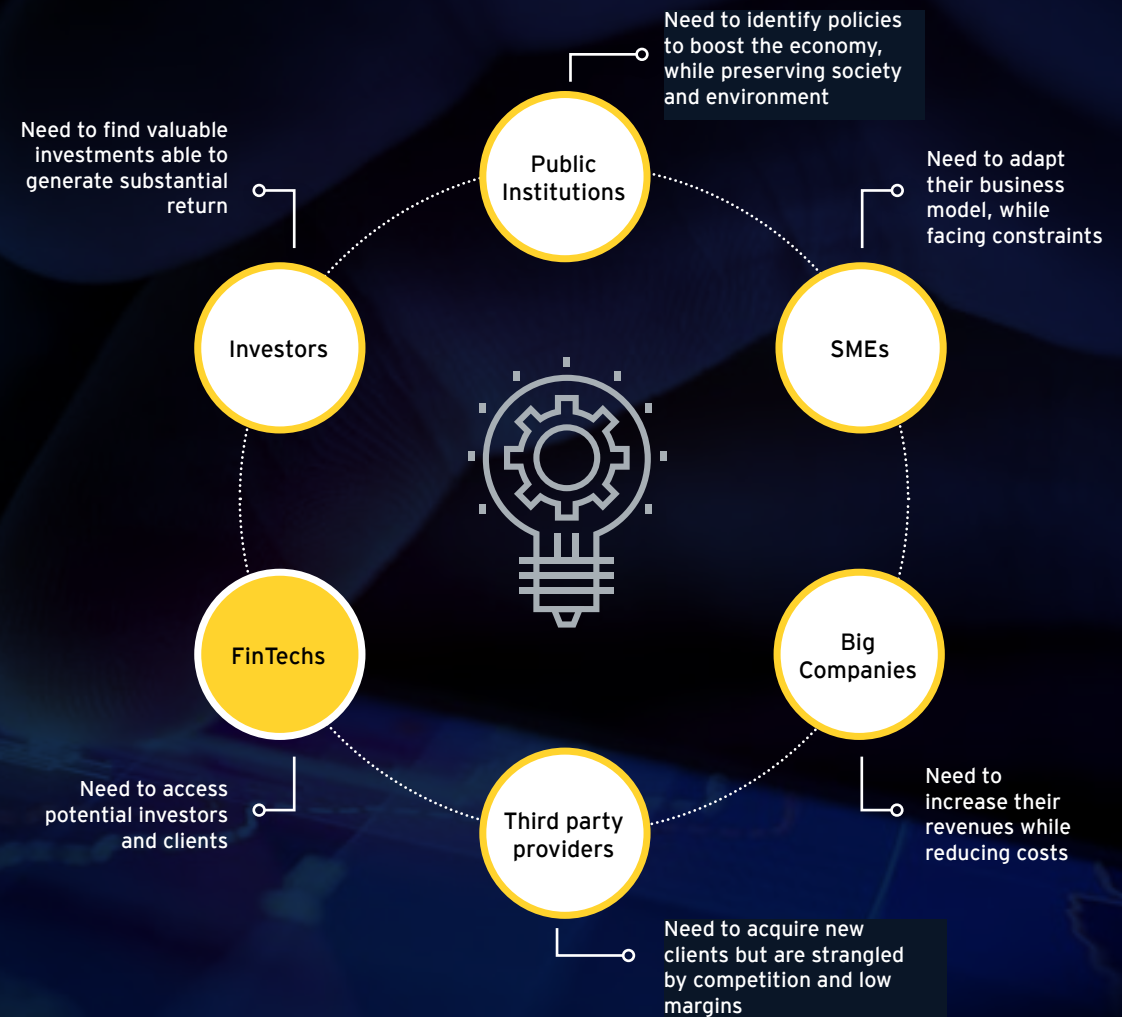 Need to identify policies
to boost the economy,
while preserving society
and environment
Public
Institutions
Need to find valuable
investments able to
generate substantial
return
Need to adapt
their business
model, while
facing constraints
Investors
SMEs
FinTechs
Big
Companies
Need to access
potential investors
and clients
Third party
providers
Need to
increase their
revenues while
reducing costs
Need to acquire new
clients but are strangled
by competition and low
margins